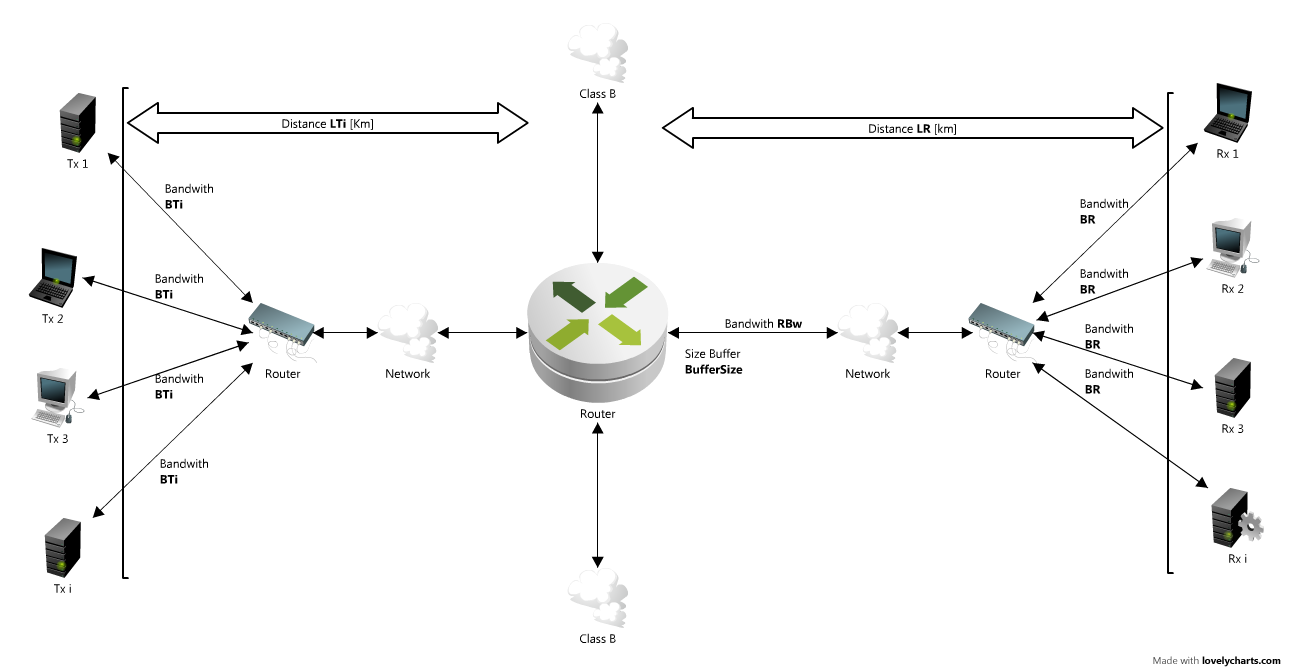 Class B
Distance LTi [Km]
Distance LR [km]
Tx 1
Rx 1
Bandwith
BTi
Bandwith
BR
Bandwith
BTi
Bandwith
BR
Tx 2
Rx 2
Bandwith RBw
Bandwith
BR
Size Buffer
BufferSize
Router
Network
Network
Router
Bandwith
BTi
Bandwith
BR
Router
Tx 3
Rx 3
Bandwith
BTi
Tx i
Rx i
Class B
Made with lovelycharts.com